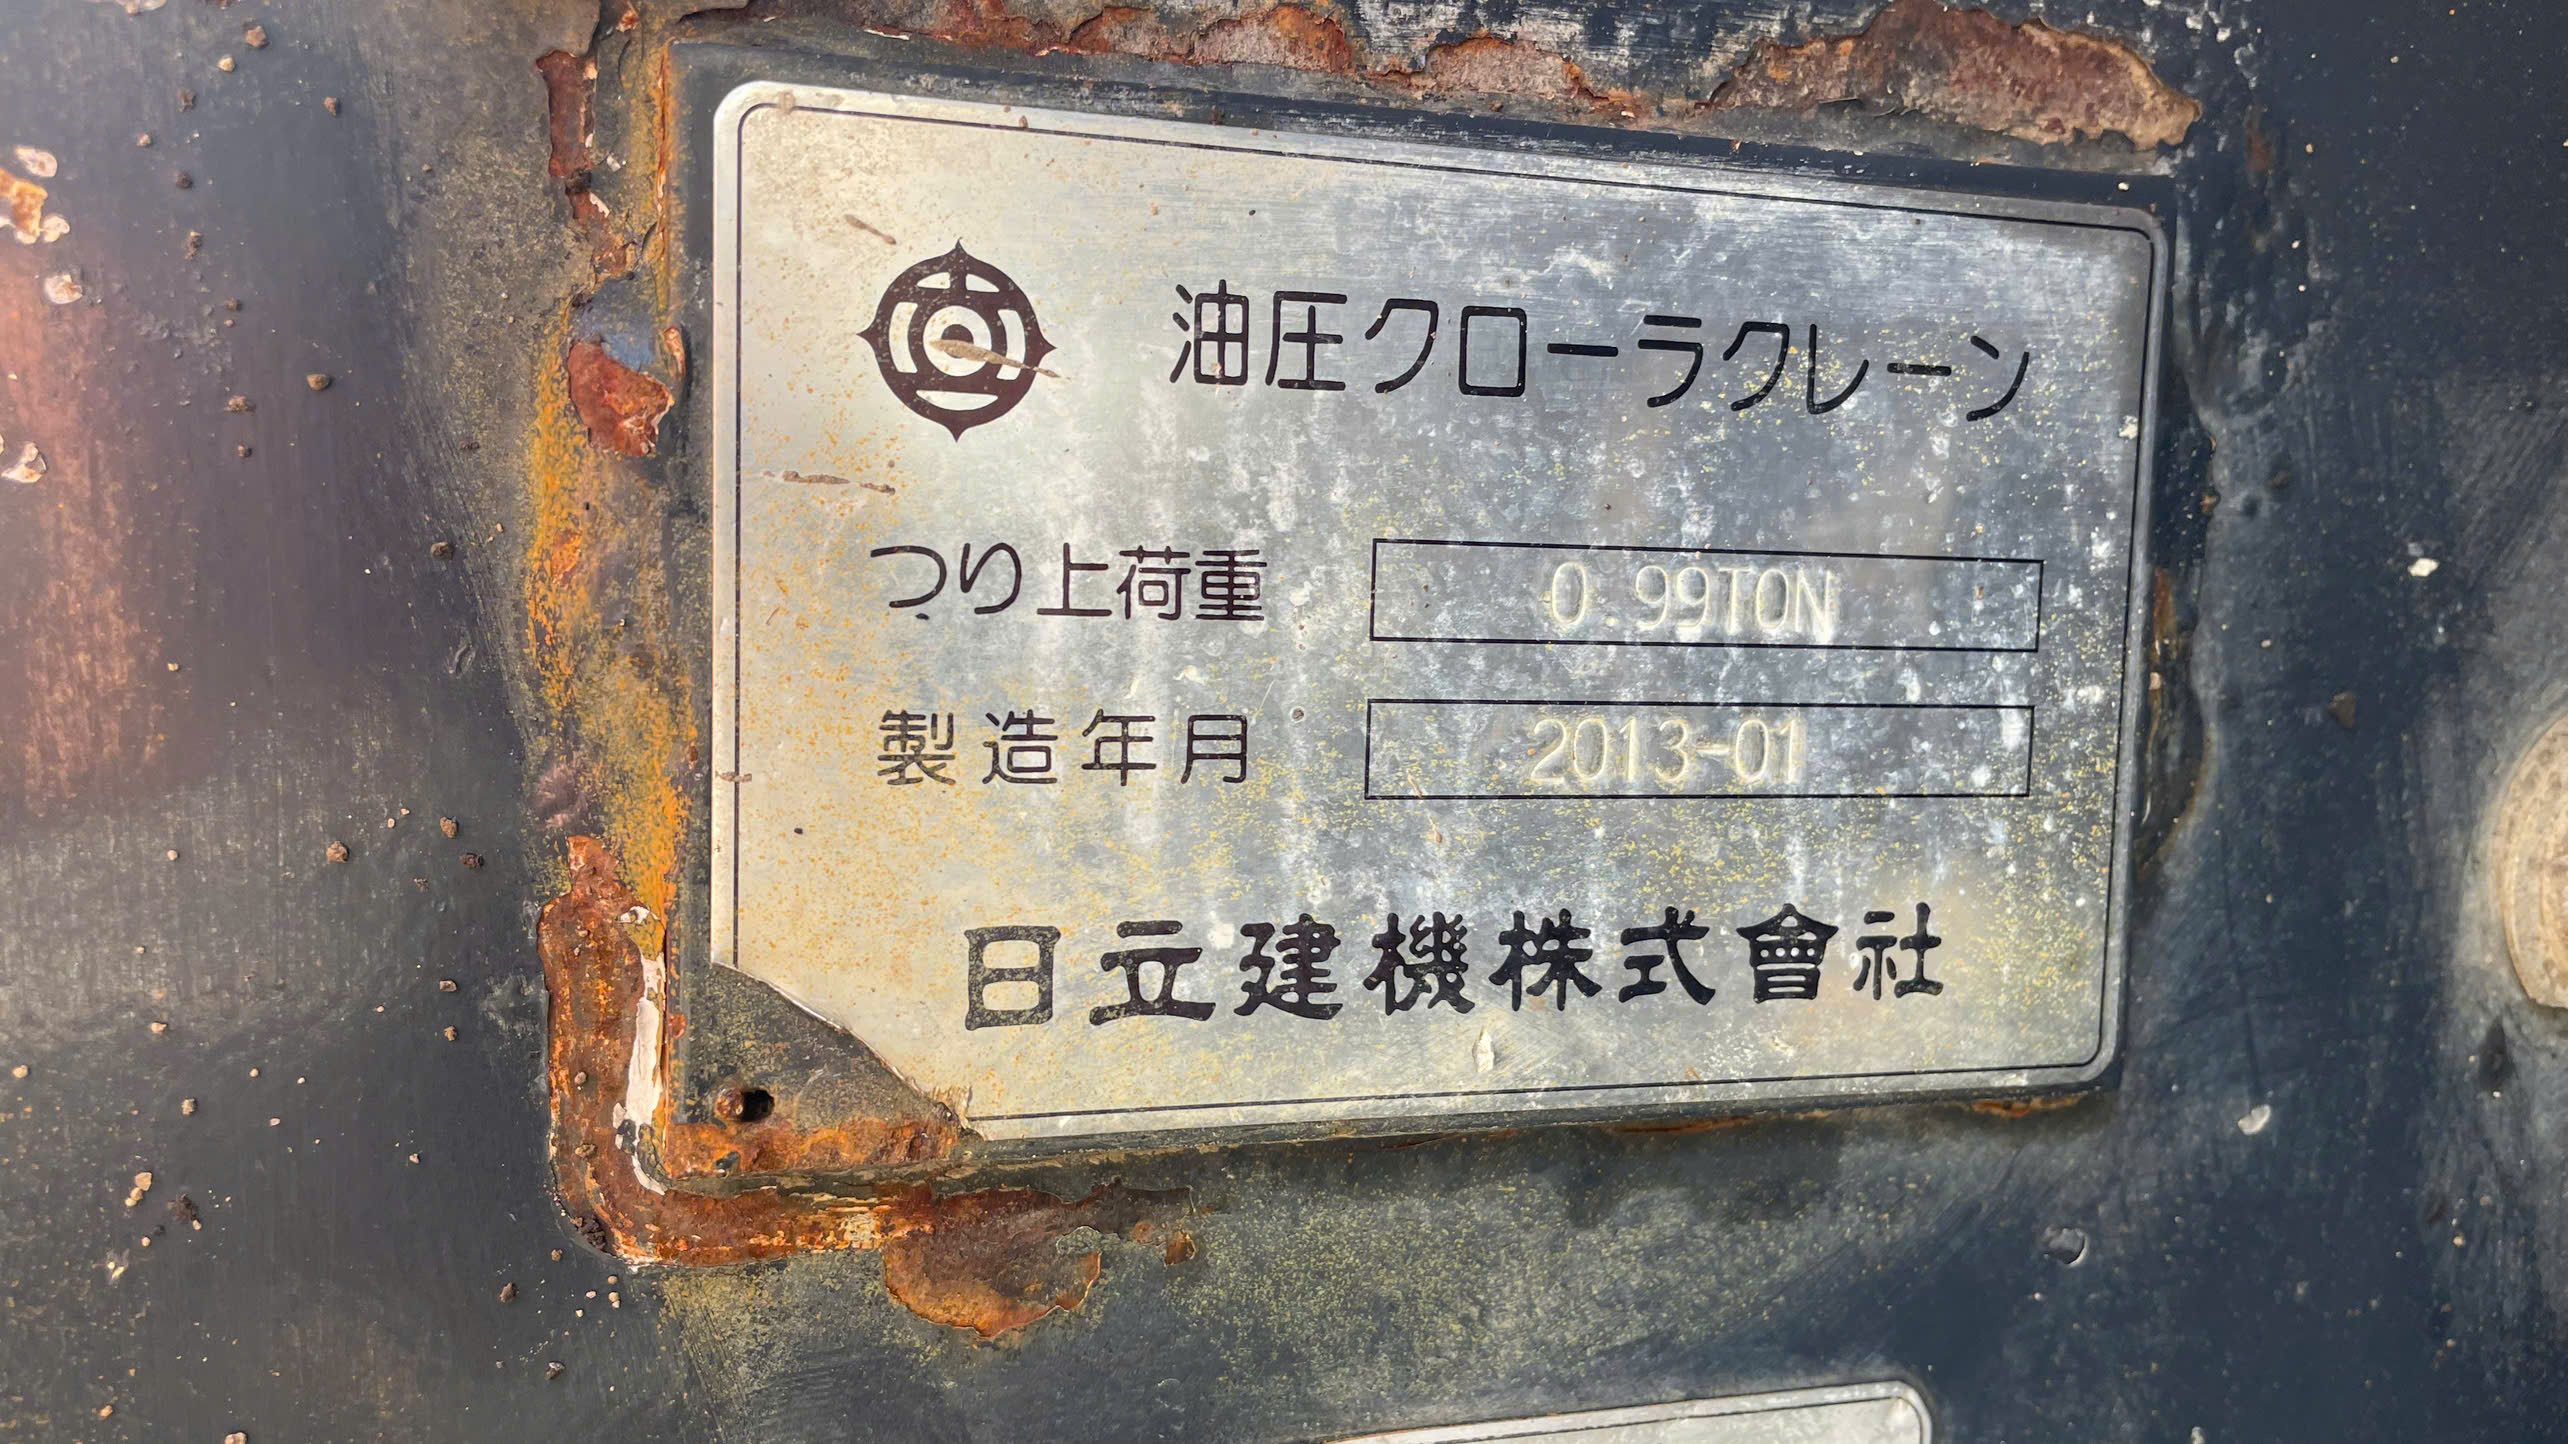 油圧クローラクレーン
つり上荷重 0.99TON
製造年月 2013-01
日立建機株式會社